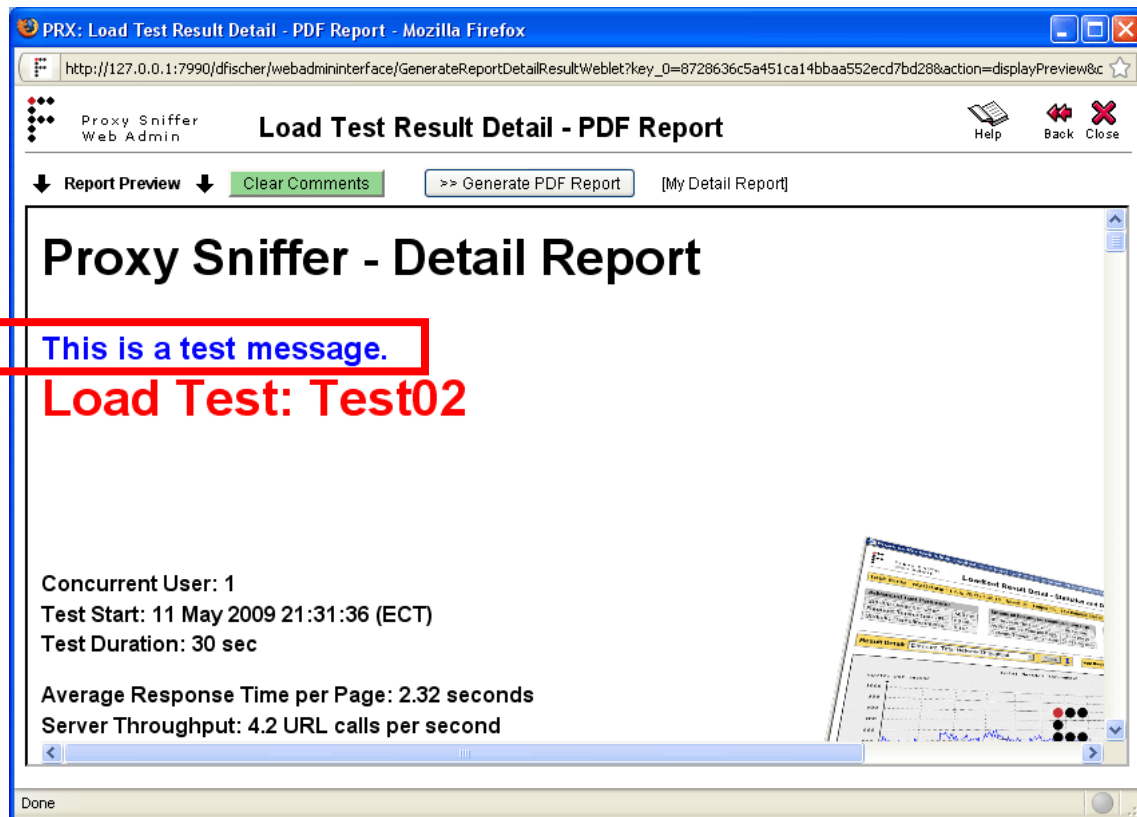 PRX: Load Test Result Detail - PDF Report - Mozilla Firefox
http://127.0.0.1:7990/dfischer/webadmininterface/GenerateReportDetailResultWeblet?key_0=8728636c5a451ca14bbaa552ecd7bd28&action=displayPreview&c
Proxy Sniffer
Web Admin
Load Test Result Detail - PDF Report
Help
Back
Close
Report Preview
Clear Comments
>> Generate PDF Report
[My Detail Report]
Proxy Sniffer - Detail Report
This is a test message.
Load Test: Test02
Concurrent User: 1
Test Start: 11 May 2009 21:31:36 (ECT)
Test Duration: 30 sec
Average Response Time per Page: 2.32 seconds
Server Throughput: 4.2 URL calls per second
Done